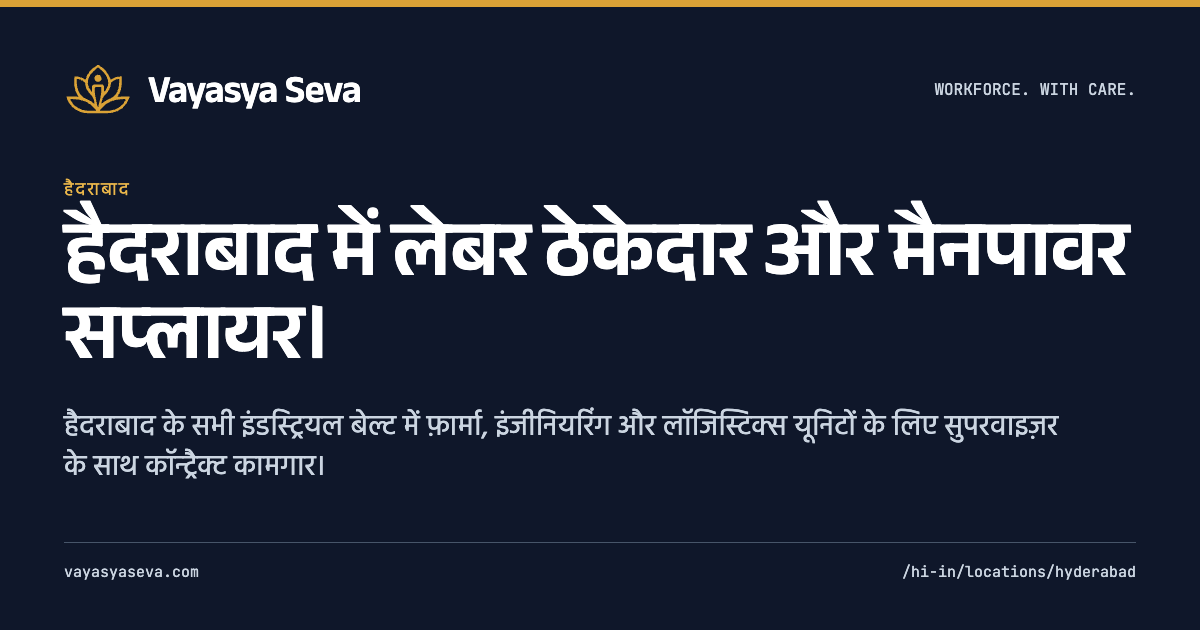 Vayasya Seva
WORKFORCE. WITH CARE.
हैदराबाद
हैदराबाद में लेबर ठेकेदार और मैनपावर
सप्लायर।
हैदराबाद के सभी इंडस्ट्रियल बेल्ट में फ़ार्मा, इंजीनियरिंग और लॉजिस्टिक्स यूनिटों के लिए सुपरवाइज़र
के साथ कॉन्ट्रैक्ट कामगार।
vayasyaseva.com
/hi-in/locations/hyderabad